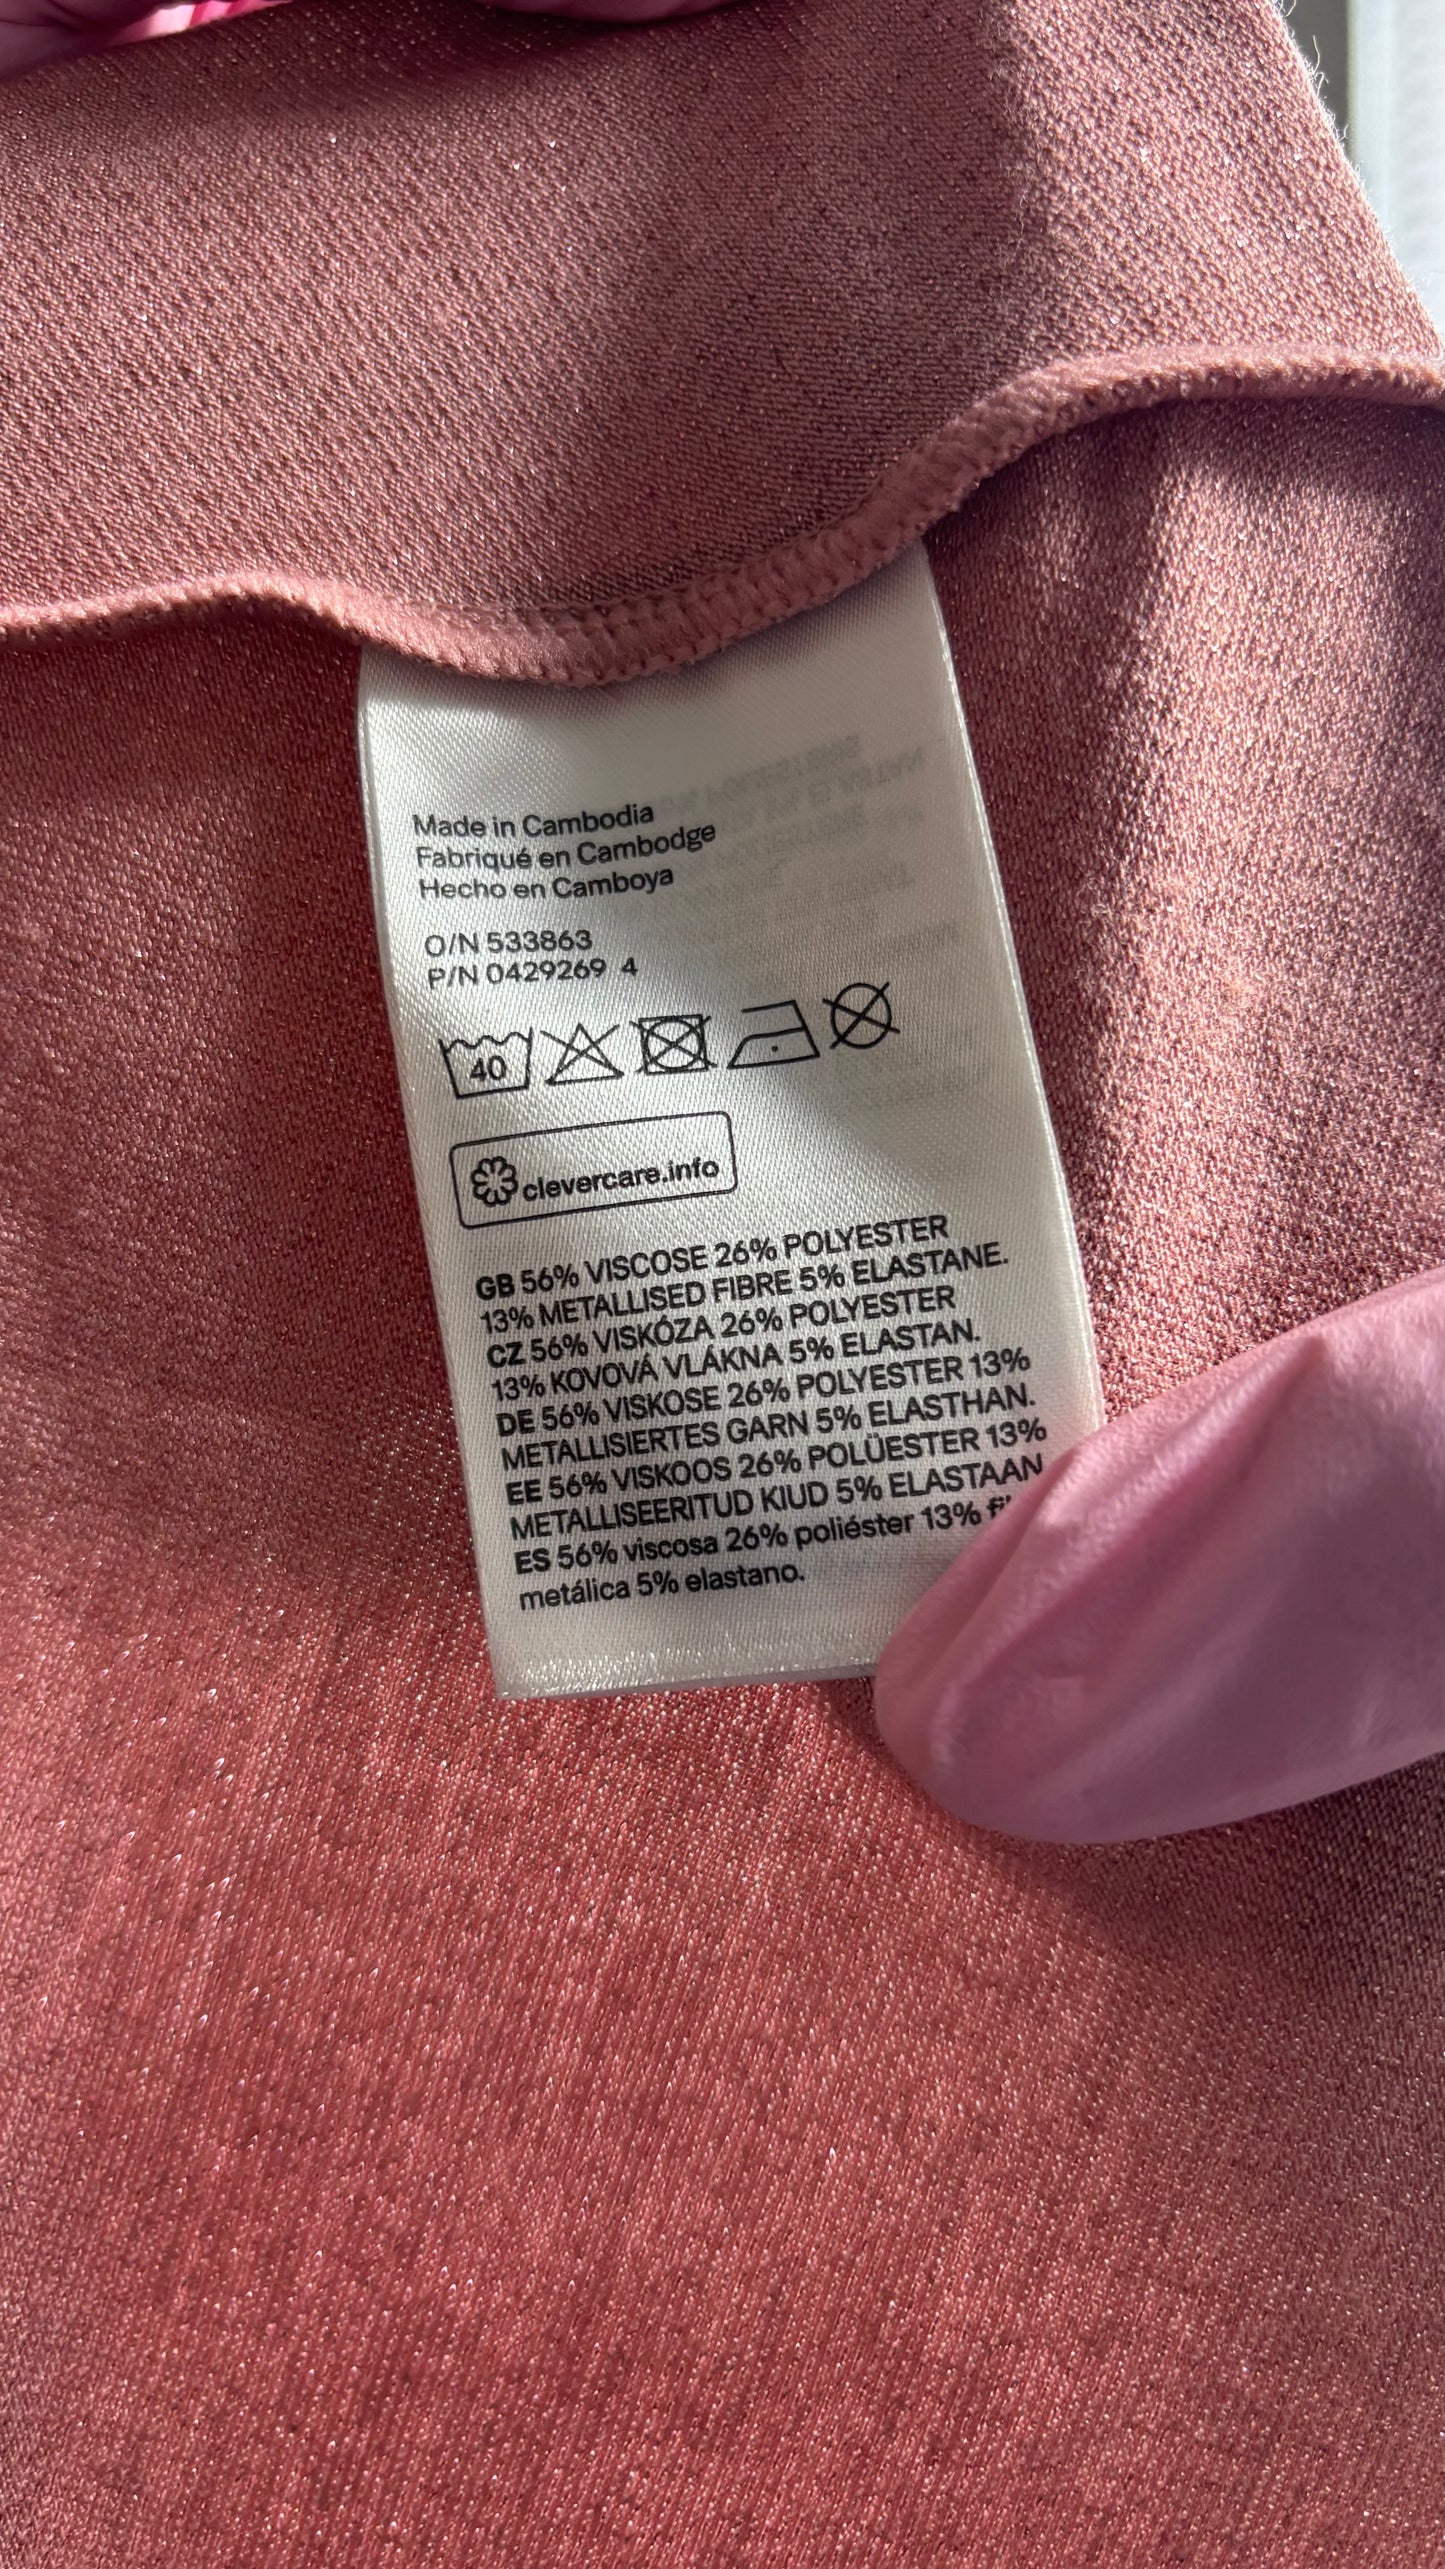 Made in Cambodia
Fabriqué en Cambodge
Hecho en Camboya
O/N 533863
P/N 0429269 4
40
clevercare.info
GB 56% VISCOSE 26% POLYESTER
13% METALLISED FIBRE 5% ELASTANE.
CZ 56% VISKÓZA 26% POLYESTER
13% KOVOVÁ VLÁKNA 5% ELASTAN.
DE 56% VISKOSE 26% POLYESTER 13%
METALLISIERTES GARN 5% ELASTHAN.
EE 56% VISKOOS 26% POLÜESTER 13%
METALLISEERITUD KIUD 5% ELASTAAN
ES 56% viscosa 26% poliéster 13%
metálica 5% elastano.